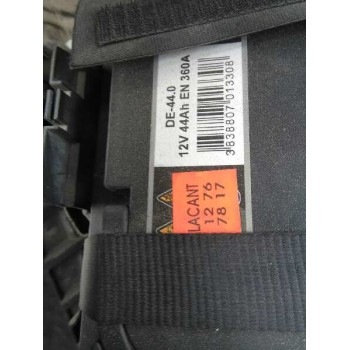 DE-44.0
12V 44Ah EN 360A
3838807013308
LACANT
12 76
78 17